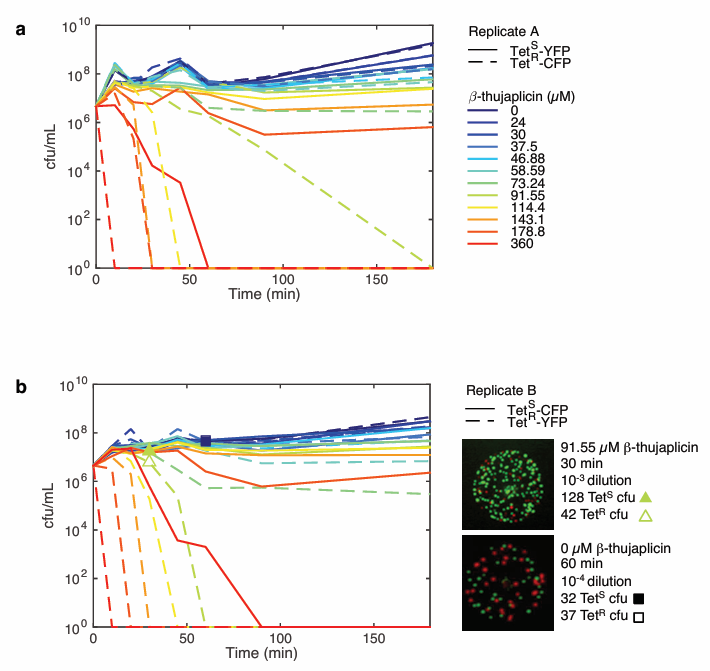 a
Replicate A
Tet^S-YFP
Tet^R-CFP
β-thujaplicin (µM)
0
24
30
37.5
46.88
58.59
73.24
91.55
114.4
143.1
178.8
360
10^10
10^8
10^6
10^4
10^2
10^0
cfu/mL
0
50
100
150
Time (min)
b
Replicate B
Tet^S-CFP
Tet^R-YFP
91.55 µM β-thujaplicin
30 min
10^-3 dilution
128 Tet^S cfu
42 Tet^R cfu
0 µM β-thujaplicin
60 min
10^-4 dilution
32 Tet^S cfu
37 Tet^R cfu
10^10
10^8
10^6
10^4
10^2
10^0
cfu/mL
0
50
100
150
Time (min)